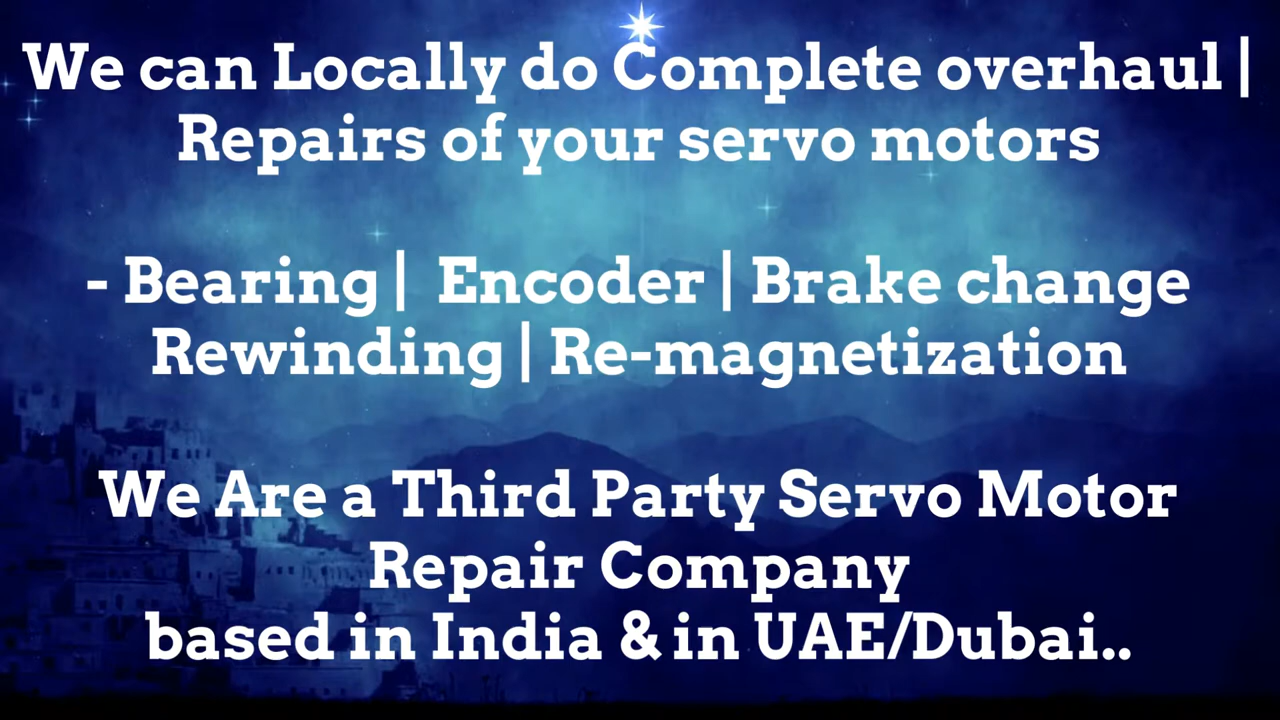 We can Locally do Complete overhaul |
Repairs of your servo motors
- Bearing |  Encoder | Brake change
Rewinding | Re-magnetization
We Are a Third Party Servo Motor
Repair Company
based in India & in UAE/Dubai..